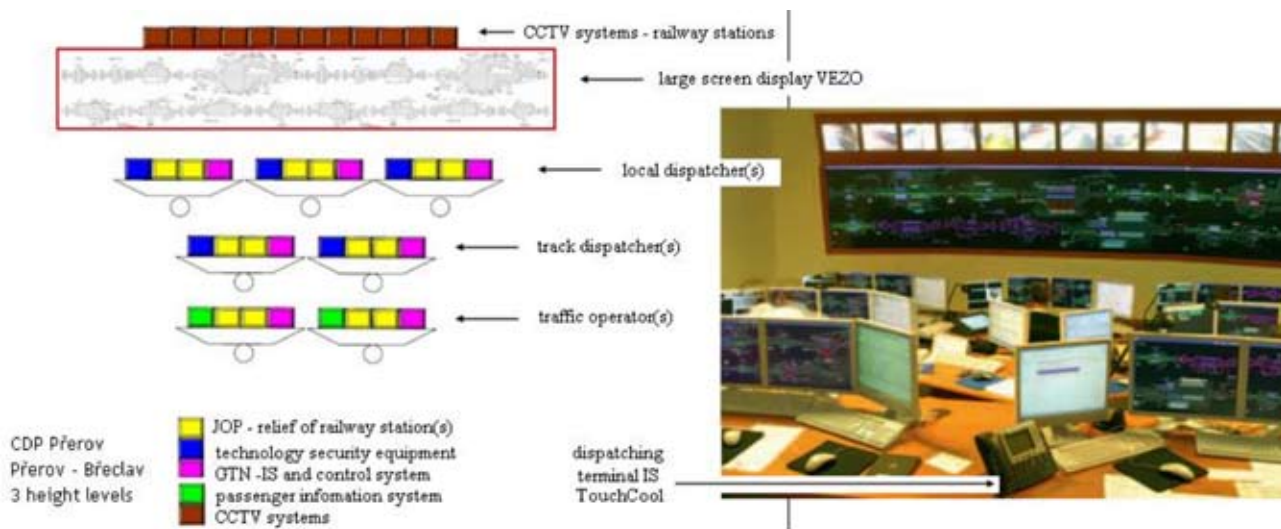 CCTV systems - railway stations
large screen display VEZO
local dispatcher(s)
track dispatcher(s)
traffic operator(s)
CDP Přerov
Přerov - Břeclav
3 height levels
JOP - relief of railway station(s)
technology security equipment
GTN -IS and control system
passenger infomation system
CCTV systems
dispatching
terminal IS
TouchCool